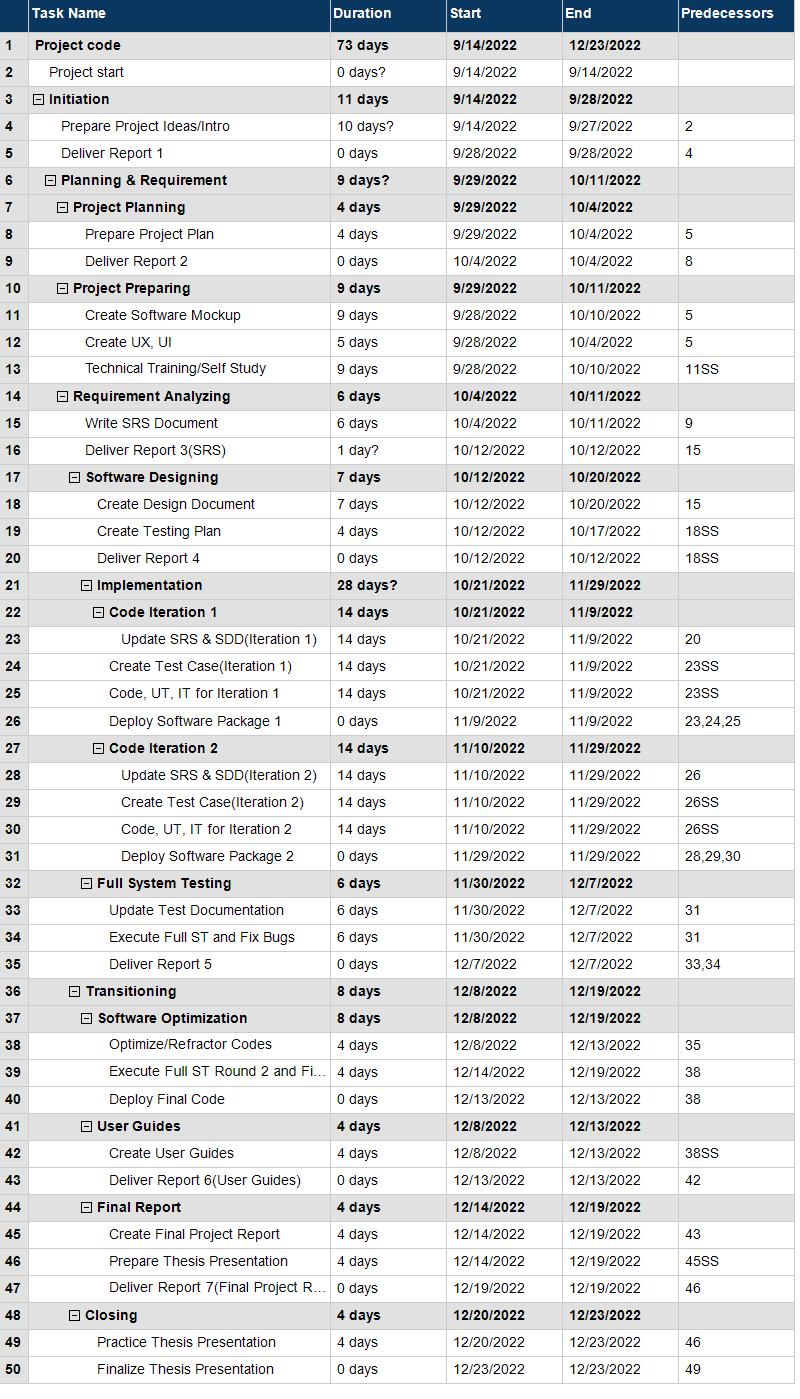 Task Name Duration Start End Predecessors
1 Project code 73 days 9/14/2022 12/23/2022
2 Project start 0 days? 9/14/2022 9/14/2022
3 Initiation 11 days 9/14/2022 9/28/2022
4 Prepare Project Ideas/Intro 10 days? 9/14/2022 9/27/2022 2
5 Deliver Report 1 0 days 9/28/2022 9/28/2022 4
6 Planning & Requirement 9 days? 9/29/2022 10/11/2022
7 Project Planning 4 days 9/29/2022 10/4/2022
8 Prepare Project Plan 4 days 9/29/2022 10/4/2022 5
9 Deliver Report 2 0 days 10/4/2022 10/4/2022 8
10 Project Preparing 9 days 9/29/2022 10/11/2022
11 Create Software Mockup 9 days 9/28/2022 10/10/2022 5
12 Create UX, UI 5 days 9/28/2022 10/4/2022 5
13 Technical Training/Self Study 9 days 9/28/2022 10/10/2022 11SS
14 Requirement Analyzing 6 days 10/4/2022 10/11/2022
15 Write SRS Document 6 days 10/4/2022 10/11/2022 9
16 Deliver Report 3(SRS) 1 day? 10/12/2022 10/12/2022 15
17 Software Designing 7 days 10/12/2022 10/20/2022
18 Create Design Document 7 days 10/12/2022 10/20/2022 15
19 Create Testing Plan 4 days 10/12/2022 10/17/2022 18SS
20 Deliver Report 4 0 days 10/12/2022 10/12/2022 18SS
21 Implementation 28 days? 10/21/2022 11/29/2022
22 Code Iteration 1 14 days 10/21/2022 11/9/2022
23 Update SRS & SDD(Iteration 1) 14 days 10/21/2022 11/9/2022 20
24 Create Test Case(Iteration 1) 14 days 10/21/2022 11/9/2022 23SS
25 Code, UT, IT for Iteration 1 14 days 10/21/2022 11/9/2022 23SS
26 Deploy Software Package 1 0 days 11/9/2022 11/9/2022 23,24,25
27 Code Iteration 2 14 days 11/10/2022 11/29/2022
28 Update SRS & SDD(Iteration 2) 14 days 11/10/2022 11/29/2022 26
29 Create Test Case(Iteration 2) 14 days 11/10/2022 11/29/2022 26SS
30 Code, UT, IT for Iteration 2 14 days 11/10/2022 11/29/2022 26SS
31 Deploy Software Package 2 0 days 11/29/2022 11/29/2022 28,29,30
32 Full System Testing 6 days 11/30/2022 12/7/2022
33 Update Test Documentation 6 days 11/30/2022 12/7/2022 31
34 Execute Full ST and Fix Bugs 6 days 11/30/2022 12/7/2022 31
35 Deliver Report 5 0 days 12/7/2022 12/7/2022 33,34
36 Transitioning 8 days 12/8/2022 12/19/2022
37 Software Optimization 8 days 12/8/2022 12/19/2022
38 Optimize/Refractor Codes 4 days 12/8/2022 12/13/2022 35
39 Execute Full ST Round 2 and Fi... 4 days 12/14/2022 12/19/2022 38
40 Deploy Final Code 0 days 12/13/2022 12/13/2022 38
41 User Guides 4 days 12/8/2022 12/13/2022
42 Create User Guides 4 days 12/8/2022 12/13/2022 38SS
43 Deliver Report 6(User Guides) 0 days 12/13/2022 12/13/2022 42
44 Final Report 4 days 12/14/2022 12/19/2022
45 Create Final Project Report 4 days 12/14/2022 12/19/2022 43
46 Prepare Thesis Presentation 4 days 12/14/2022 12/19/2022 45SS
47 Deliver Report 7(Final Project R... 0 days 12/19/2022 12/19/2022 46
48 Closing 4 days 12/20/2022 12/23/2022
49 Practice Thesis Presentation 4 days 12/20/2022 12/23/2022 46
50 Finalize Thesis Presentation 0 days 12/23/2022 12/23/2022 49